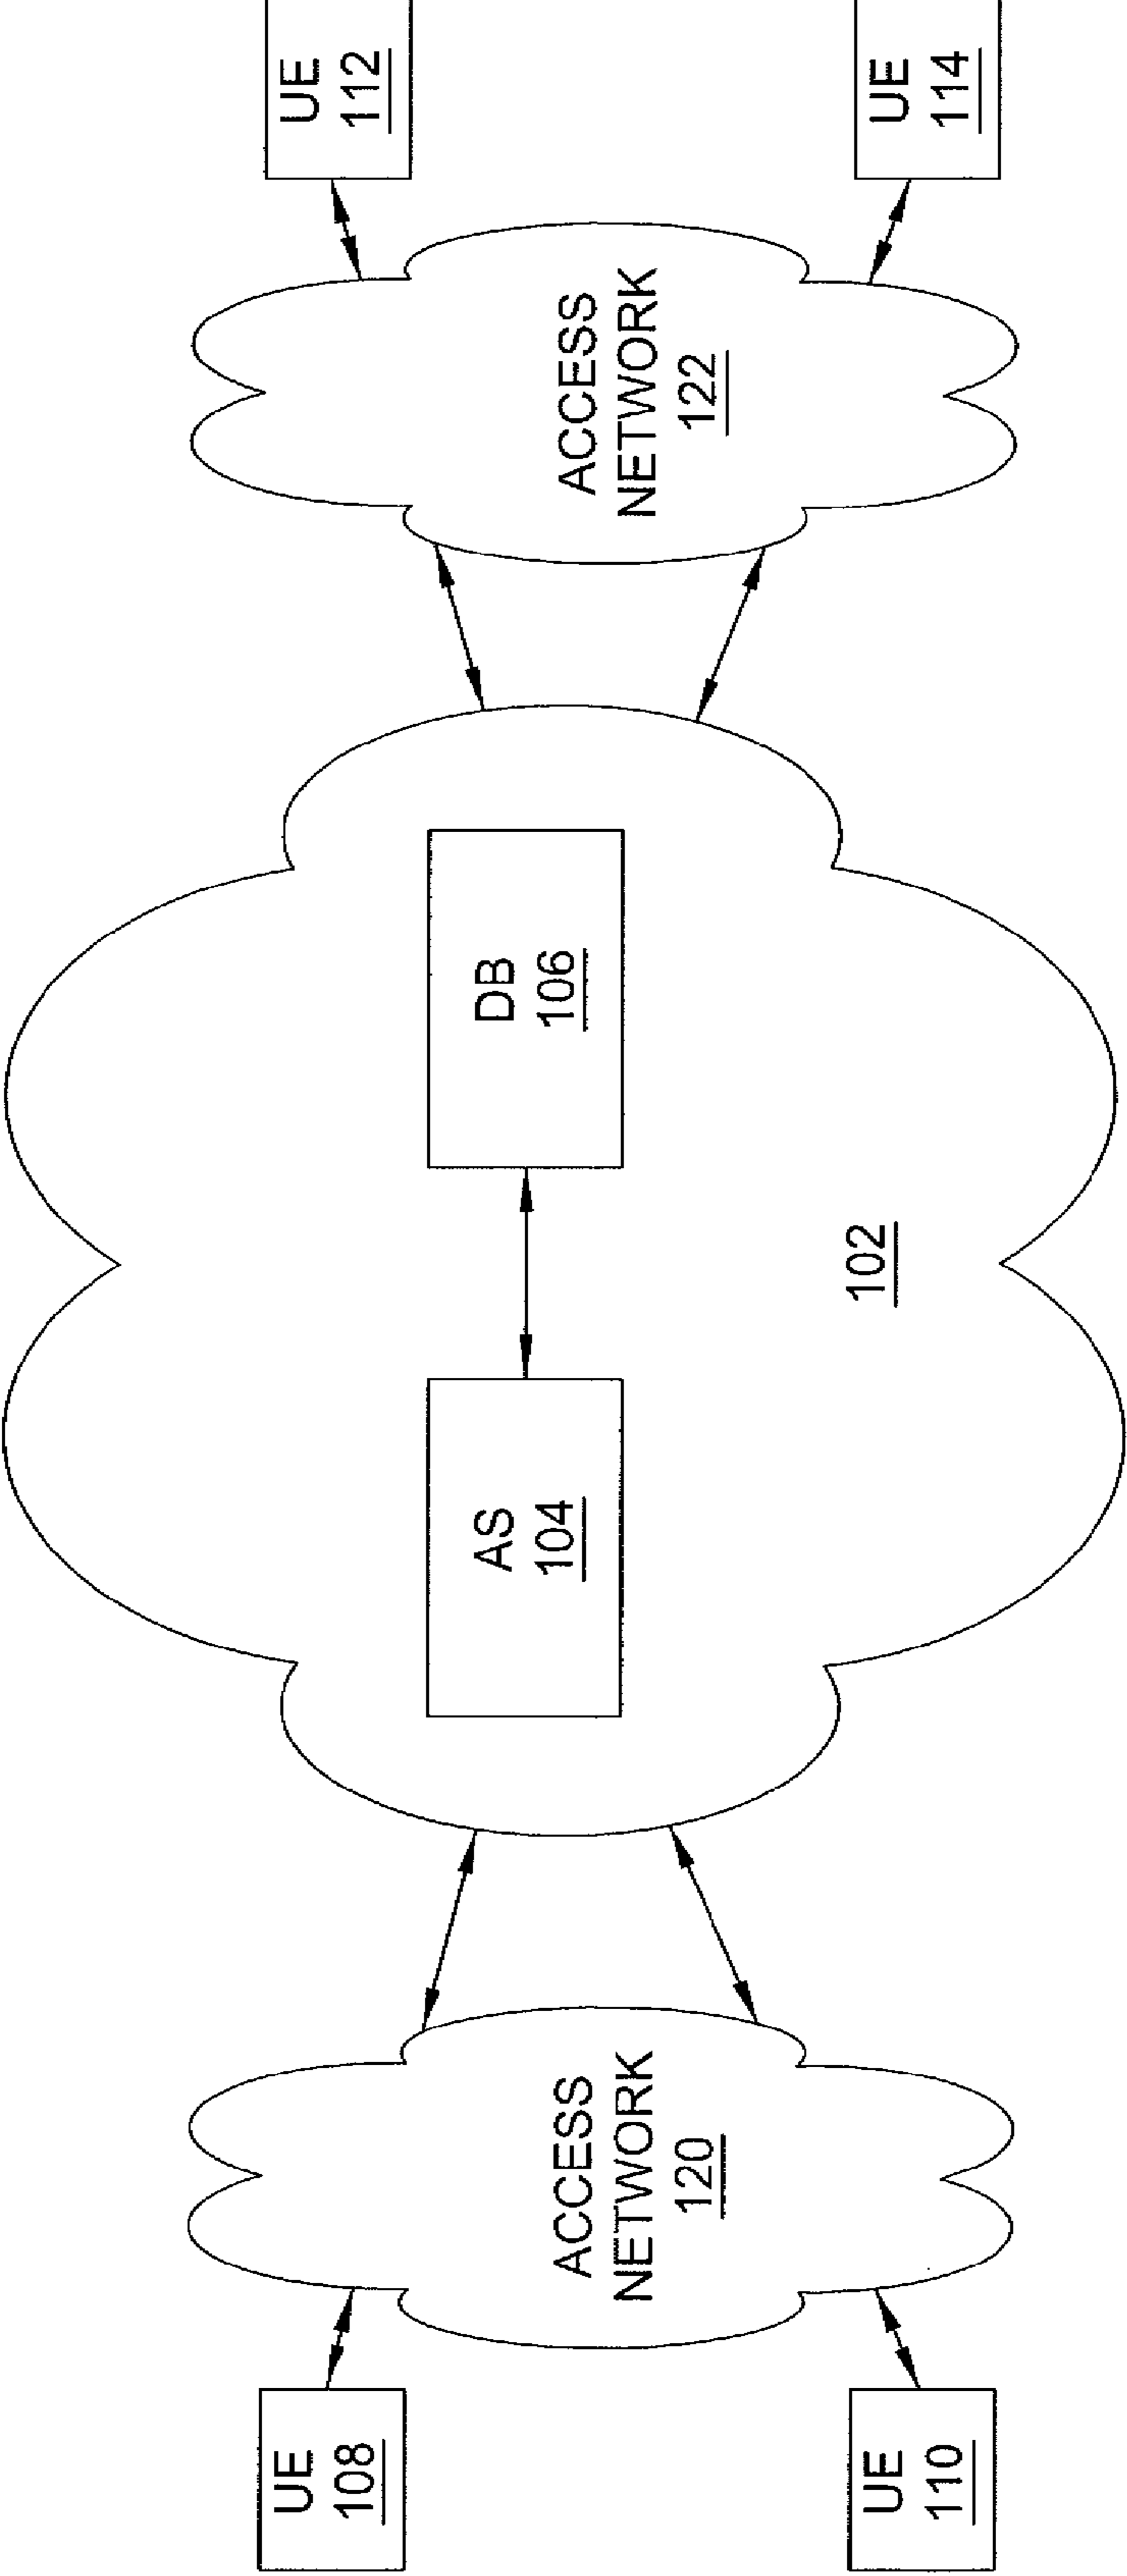 UE
108
UE
110
ACCESS
NETWORK
120
AS
104
DB
106
102
ACCESS
NETWORK
122
UE
112
UE
114